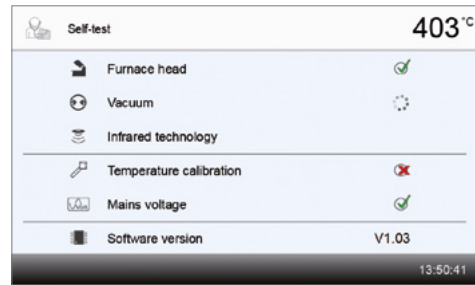 Self-test 403 °C
Furnace head
Vacuum
Infrared technology
Temperature calibration
Mains voltage
Software version V1.03
13:50:41